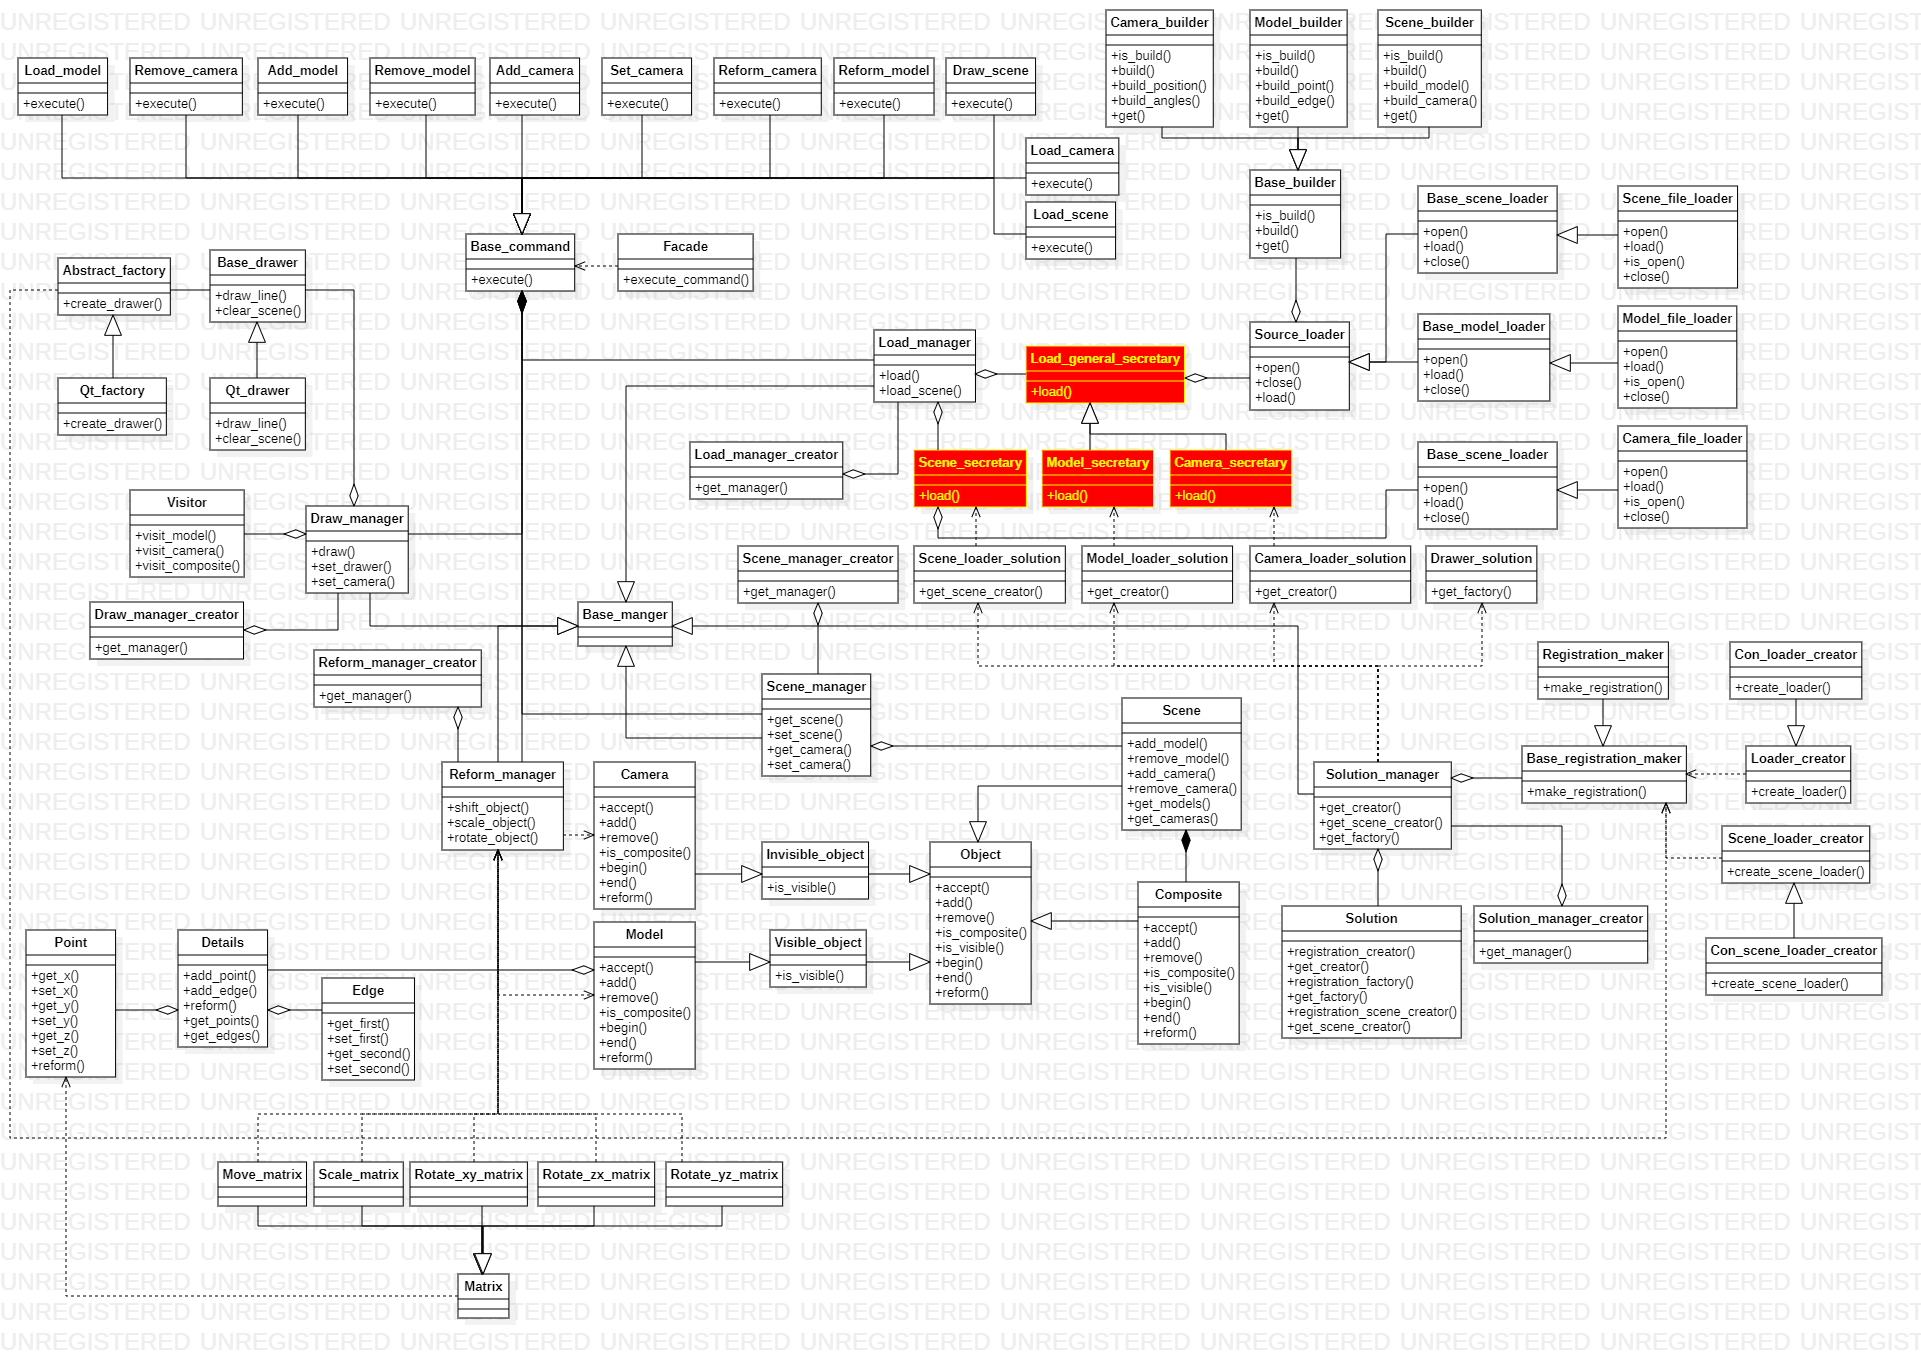 Camera_builder
+is_build()
+build()
+build_position()
+build_angles()
+get()
Model_builder
+is_build()
+build()
+build_point()
+build_edge()
+get()
Scene_builder
+is_build()
+build()
+build_model()
+build_camera()
+get()
Load_model
+execute()
Remove_camera
+execute()
Add_model
+execute()
Remove_model
+execute()
Add_camera
+execute()
Set_camera
+execute()
Reform_camera
+execute()
Reform_model
+execute()
Draw_scene
+execute()
Load_camera
+execute()
Load_scene
+execute()
Base_builder
+is_build()
+build()
+get()
Base_scene_loader
+open()
+load()
+close()
Scene_file_loader
+open()
+load()
+is_open()
+close()
Base_command
+execute()
Facade
+execute_command()
Abstract_factory
+create_drawer()
Base_drawer
+draw_line()
+clear_scene()
Qt_factory
+create_drawer()
Qt_drawer
+draw_line()
+clear_scene()
Load_manager
+load()
+load_scene()
Load_general_secretary
+load()
Source_loader
+open()
+close()
+load()
Base_model_loader
+open()
+load()
+close()
Model_file_loader
+open()
+load()
+is_open()
+close()
Load_manager_creator
+get_manager()
Scene_secretary
+load()
Model_secretary
+load()
Camera_secretary
+load()
Base_scene_loader
+open()
+load()
+close()
Camera_file_loader
+open()
+load()
+is_open()
+close()
Visitor
+visit_model()
+visit_camera()
+visit_composite()
Draw_manager
+draw()
+set_drawer()
+set_camera()
Draw_manager_creator
+get_manager()
Scene_manager_creator
+get_manager()
Scene_loader_solution
+get_scene_creator()
Model_loader_solution
+get_creator()
Camera_loader_solution
+get_creator()
Drawer_solution
+get_factory()
Base_manger
Reform_manager_creator
+get_manager()
Scene_manager
+get_scene()
+set_scene()
+get_camera()
+set_camera()
Scene
+add_model()
+remove_model()
+add_camera()
+remove_camera()
+get_models()
+get_cameras()
Registration_maker
+make_registration()
Con_loader_creator
+create_loader()
Reform_manager
+shift_object()
+scale_object()
+rotate_object()
Camera
+accept()
+add()
+remove()
+is_composite()
+begin()
+end()
+reform()
Solution_manager
+get_creator()
+get_scene_creator()
+get_factory()
Base_registration_maker
+make_registration()
Loader_creator
+create_loader()
Scene_loader_creator
+create_scene_loader()
Invisible_object
+is_visible()
Object
+accept()
+add()
+remove()
+is_composite()
+is_visible()
+begin()
+end()
+reform()
Composite
+accept()
+add()
+remove()
+is_composite()
+is_visible()
+begin()
+end()
+reform()
Solution
+registration_creator()
+get_creator()
+registration_factory()
+get_factory()
+registration_scene_creator()
+get_scene_creator()
Solution_manager_creator
+get_manager()
Con_scene_loader_creator
+create_scene_loader()
Point
+get_x()
+set_x()
+get_y()
+set_y()
+get_z()
+set_z()
+reform()
Details
+add_point()
+add_edge()
+reform()
+get_points()
+get_edges()
Edge
+get_first()
+set_first()
+get_second()
+set_second()
Model
+accept()
+add()
+remove()
+is_composite()
+begin()
+end()
+reform()
Visible_object
+is_visible()
Move_matrix
Scale_matrix
Rotate_xy_matrix
Rotate_zx_matrix
Rotate_yz_matrix
Matrix
UNREGISTERED